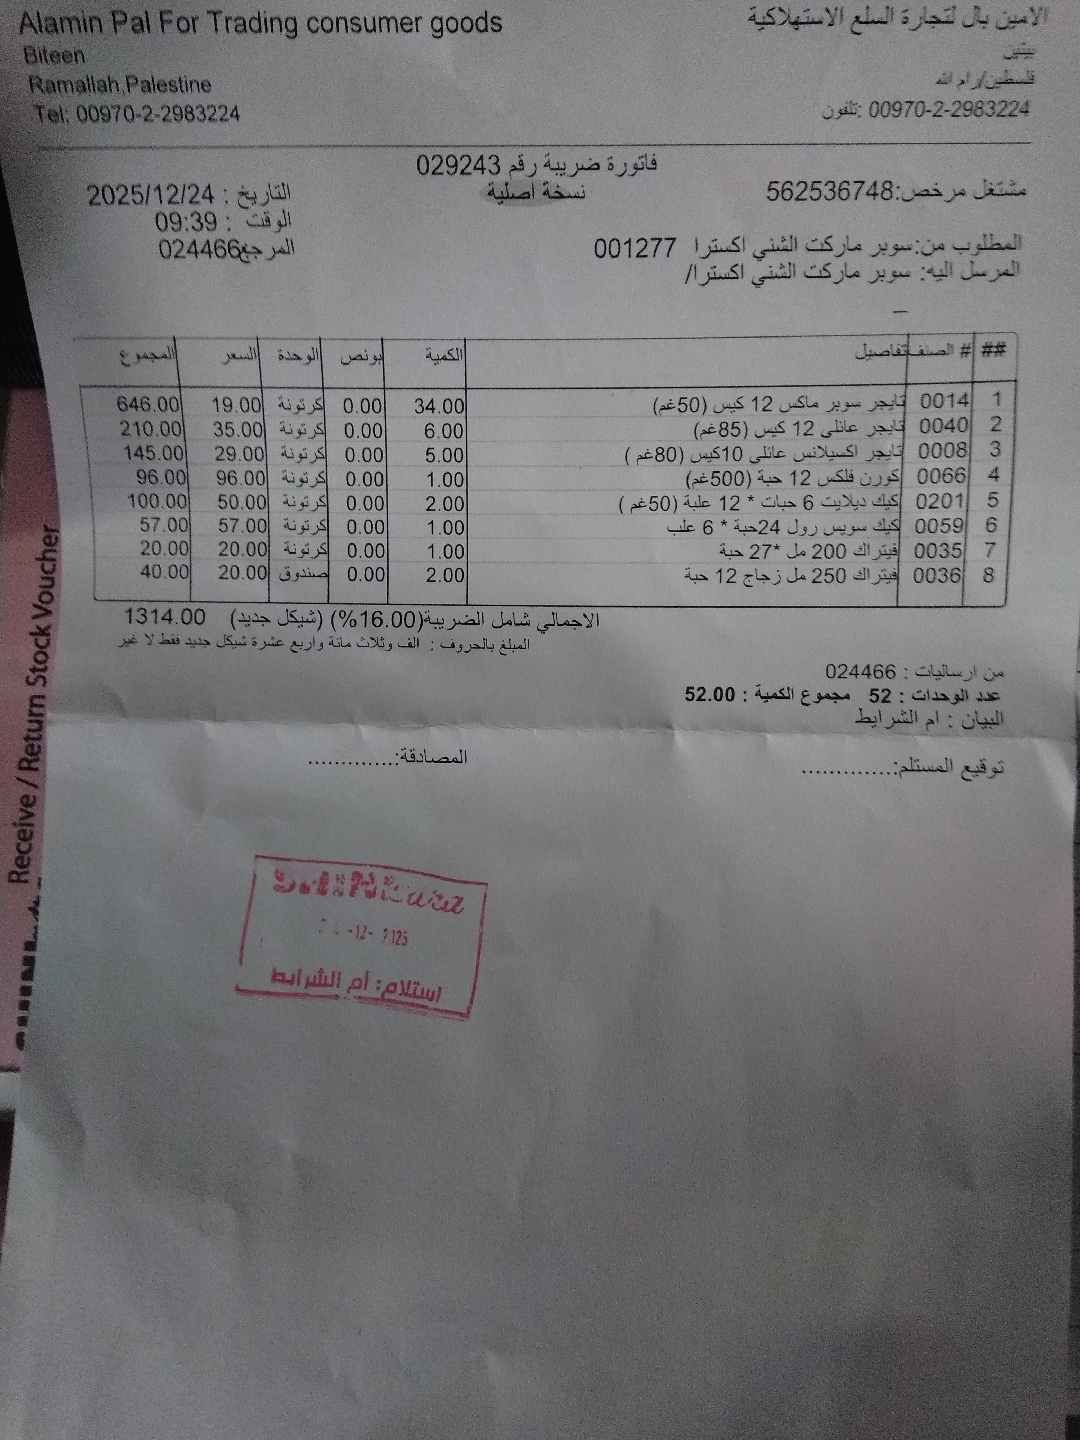 Alamin Pal For Trading consumer goods
Biteen
Ramallah,Palestine
Tel: 00970-2-2983224
الامين بال لتجارة السلع الاستهلاكية
بيتين
فلسطين/رام الله
تلفون: 00970-2-2983224
فاتورة ضريبة رقم 029243
نسخة اصلية
مشتغل مرخص:562536748
التاريخ : 2025/12/24
الوقت : 09:39
المرجع024466
المطلوب من:سوبر ماركت الشني اكسترا 001277
المرسل اليه: سوبر ماركت الشني اكسترا/
## # الصنف تفاصيل الكمية بونص الوحدة السعر المجموع
1 0014 تايجر سوبر ماكس 12 كيس (50غم) 34.00 0.00 كرتونة 19.00 646.00
2 0040 تايجر عائلي 12 كيس (85غم) 6.00 0.00 كرتونة 35.00 210.00
3 0008 تايجر اكسيلانس عائلي 10كيس (80غم ) 5.00 0.00 كرتونة 29.00 145.00
4 0066 كورن فلكس 12 حبة (500غم) 1.00 0.00 كرتونة 96.00 96.00
5 0201 كيك ديلايت 6 حبات * 12 علبة (50غم ) 2.00 0.00 كرتونة 50.00 100.00
6 0059 كيك سويس رول 24حبة * 6 علب 1.00 0.00 كرتونة 57.00 57.00
7 0035 فيتراك 200 مل *27 حبة 1.00 0.00 كرتونة 20.00 20.00
8 0036 فيتراك 250 مل زجاج 12 حبة 2.00 0.00 صندوق 20.00 40.00
الاجمالي شامل الضريبة(16.00%) (شيكل جديد) 1314.00
المبلغ بالحروف : الف وثلاث مائة واربع عشرة شيكل جديد فقط لا غير
من ارساليات : 024466
عدد الوحدات : 52 مجموع الكمية : 52.00
البيان : ام الشرايط
توقيع المستلم:..............
المصادقة:..............
-12- 2025
استلام: ام الشرايط
Receive / Return Stock Voucher